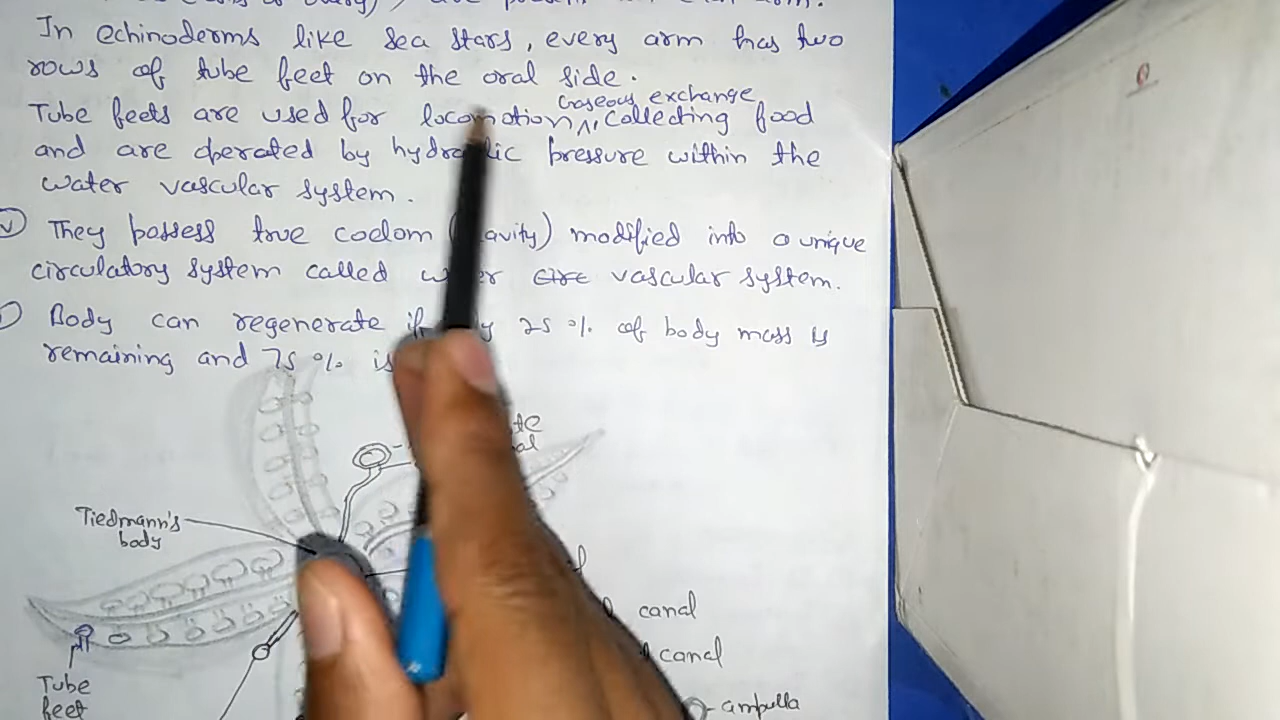 In echinoderms like sea stars, every arm has two
rows of tube feet on the oral side.
Gaseous exchange
Tube feets are used for locomotion, collecting food
and are operated by hydraulic pressure within the
water vascular system.
They possess true coelom (cavity) modified into a unique
circulatory system called water circ vascular system.
Body can regenerate if 25 % of body mass is
remaining and 75 % is
Tiedmann's
body
canal
canal
ampulla
Tube
feet